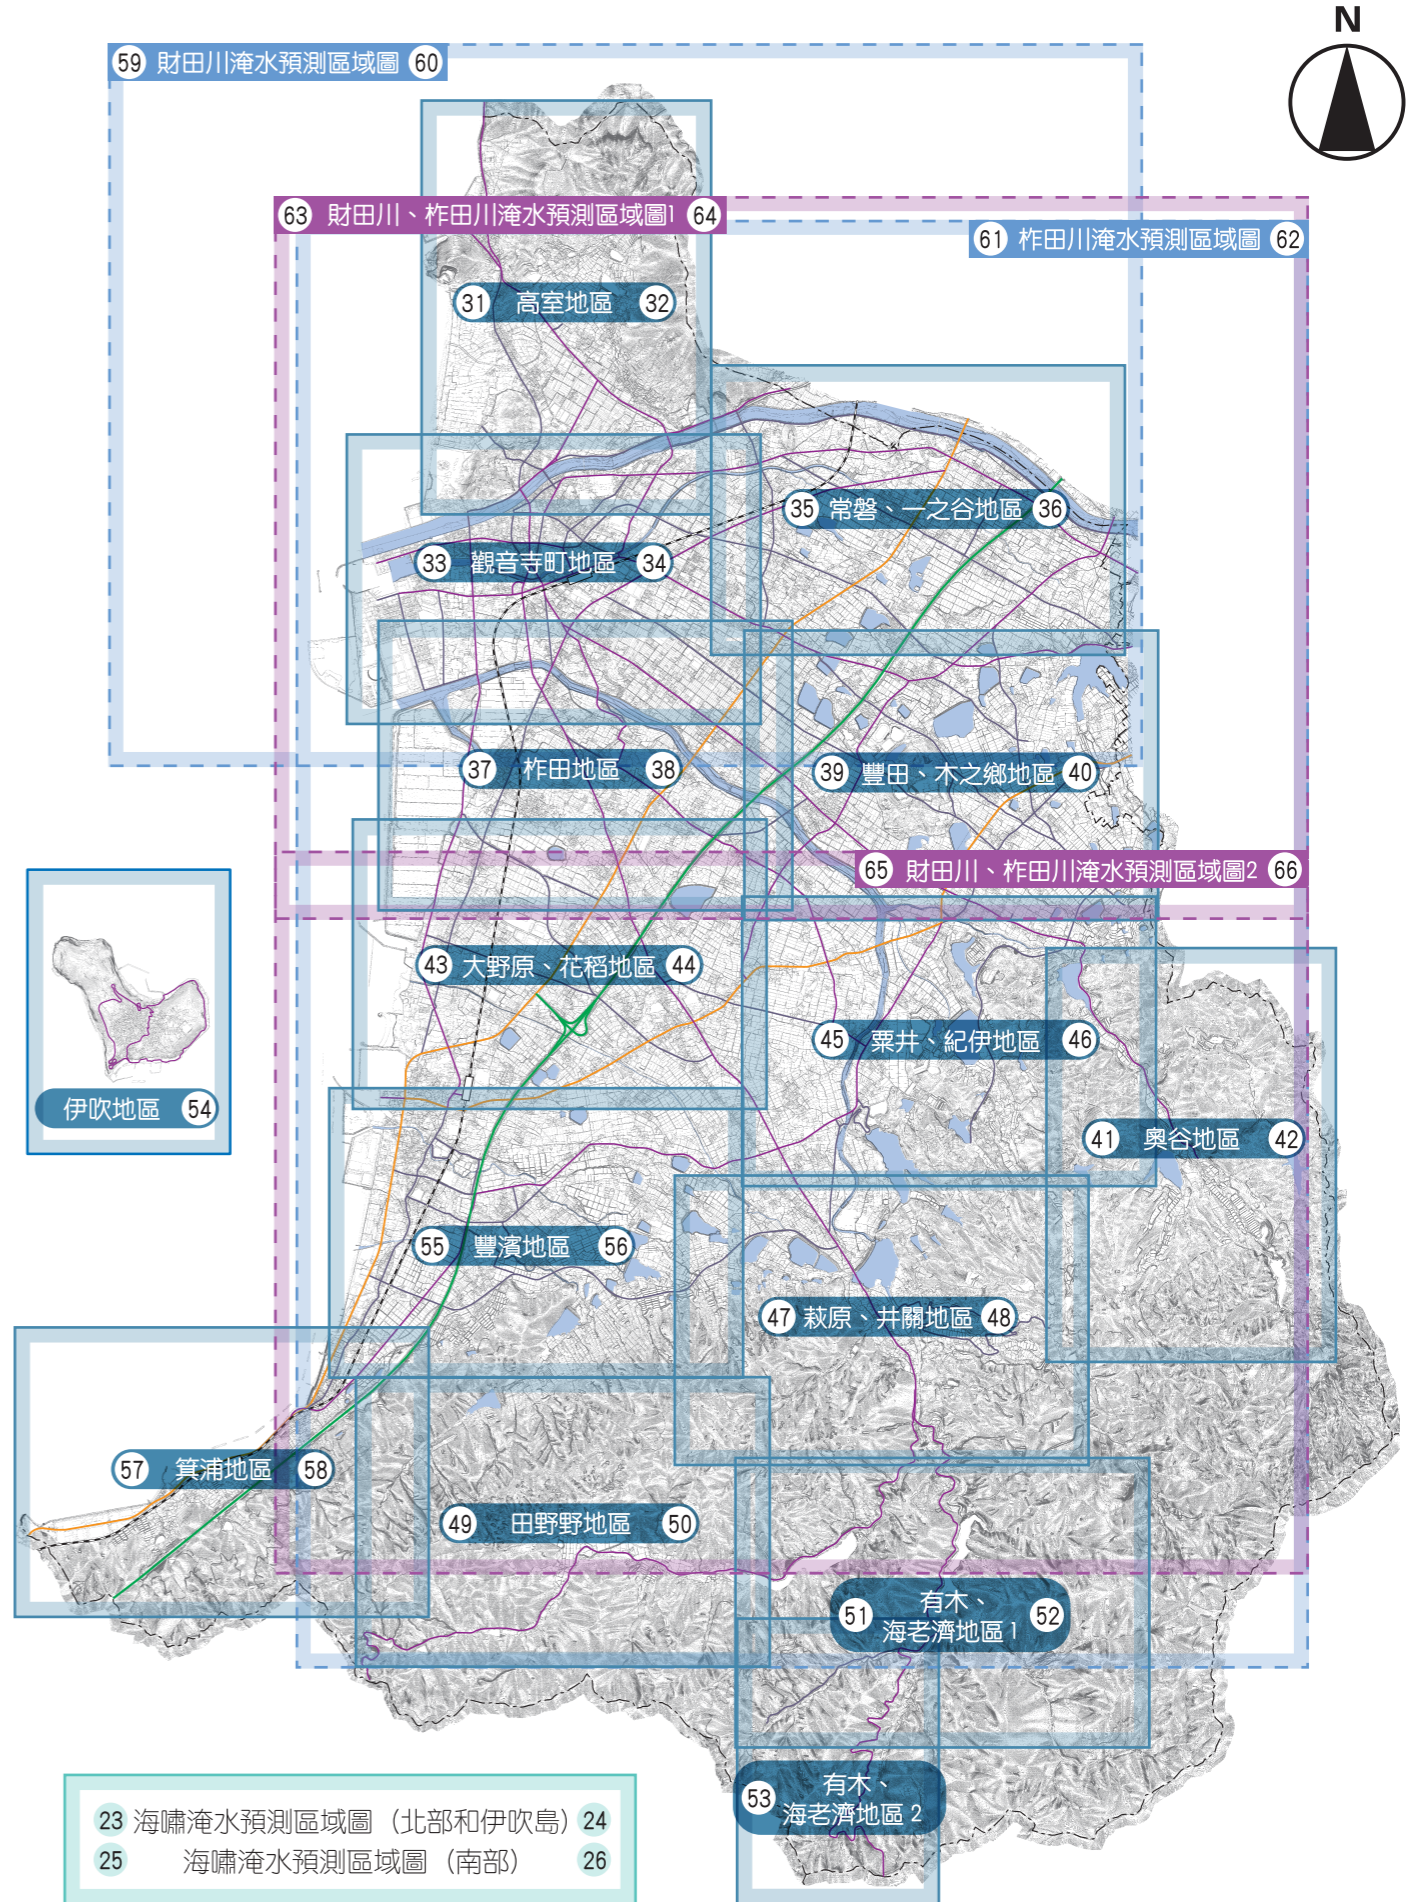 N
59 財田川淹水預測區域圖 60
63 財田川、柞田川淹水預測區域圖1 64
61 柞田川淹水預測區域圖 62
31 高室地區 32
35 常磐、一之谷地區 36
33 觀音寺町地區 34
37 柞田地區 38
39 豐田、木之鄉地區 40
65 財田川、柞田川淹水預測區域圖2 66
43 大野原、花稻地區 44
45 粟井、紀伊地區 46
伊吹地區 54
41 奧谷地區 42
55 豐濱地區 56
47 萩原、井關地區 48
57 箕浦地區 58
49 田野野地區 50
51 有木、 52
海老濟地區 1
53 有木、
海老濟地區 2
23 海嘯淹水預測區域圖（北部和伊吹島） 24
25 海嘯淹水預測區域圖（南部） 26